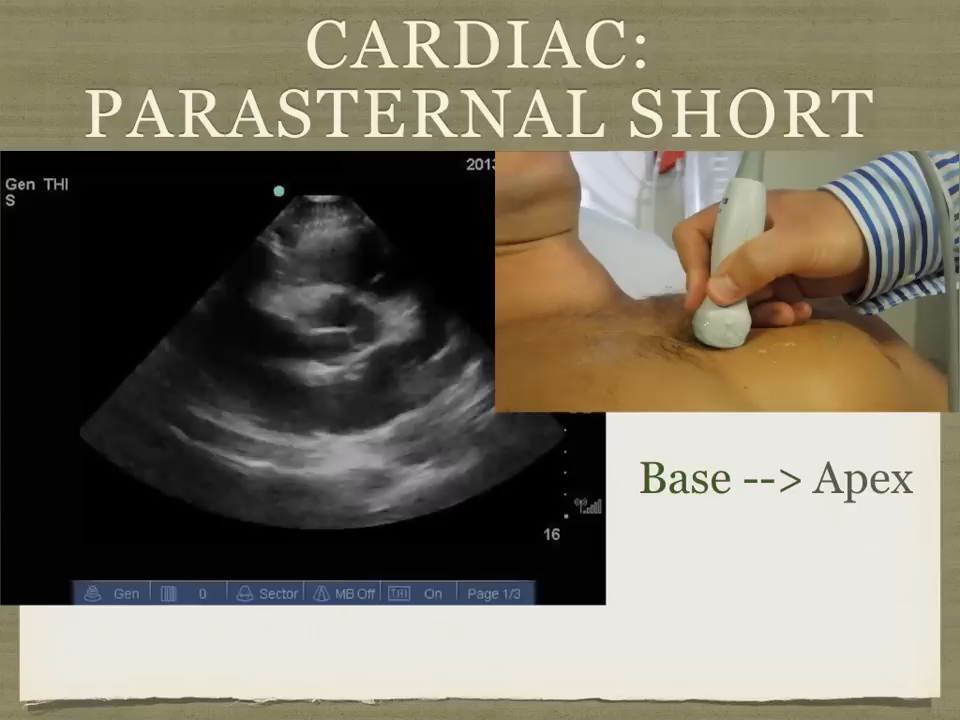 CARDIAC:
PARASTERNAL SHORT
2013
Gen THI
S
Base --> Apex
16
Gen 0 Sector MB Off THI On Page 1/3